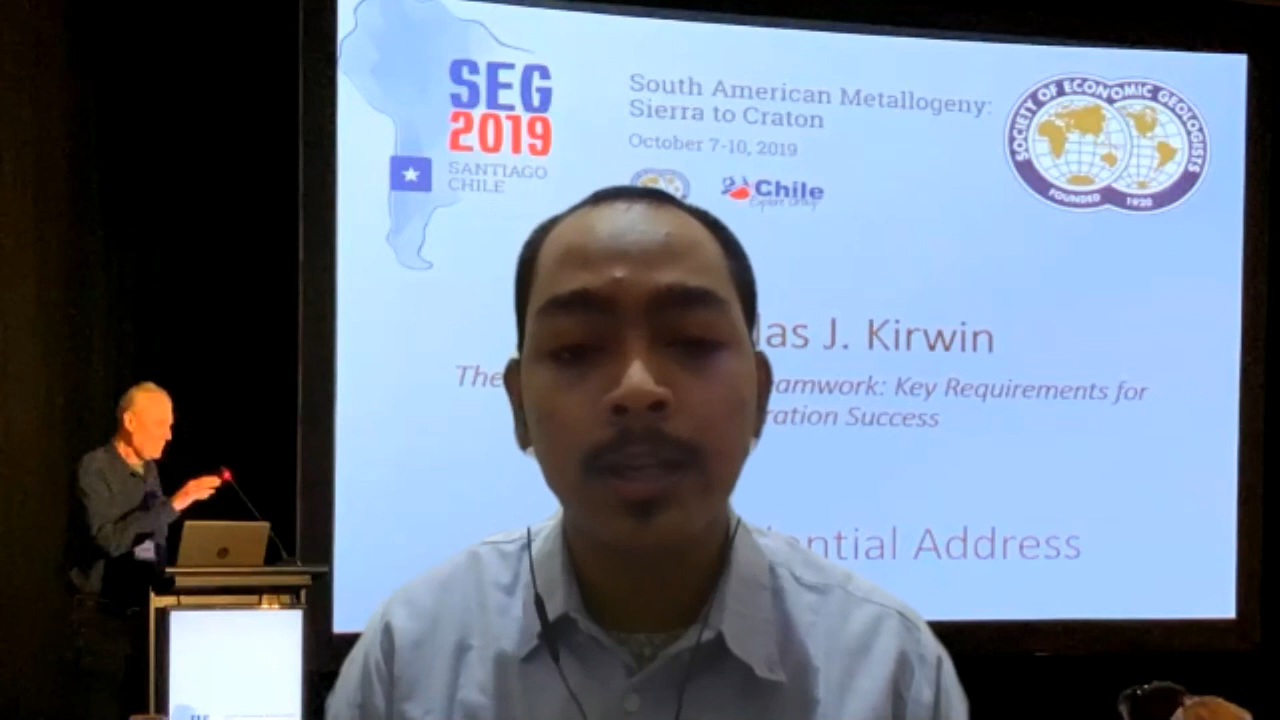 SEG
2019
SANTIAGO
CHILE
South American Metallogeny:
Sierra to Craton
October 7-10, 2019
Chile
SOCIETY OF ECONOMIC GEOLOGISTS
FOUNDED 1920
las J. Kirwin
The
amwork: Key Requirements for
ration Success
ential Address